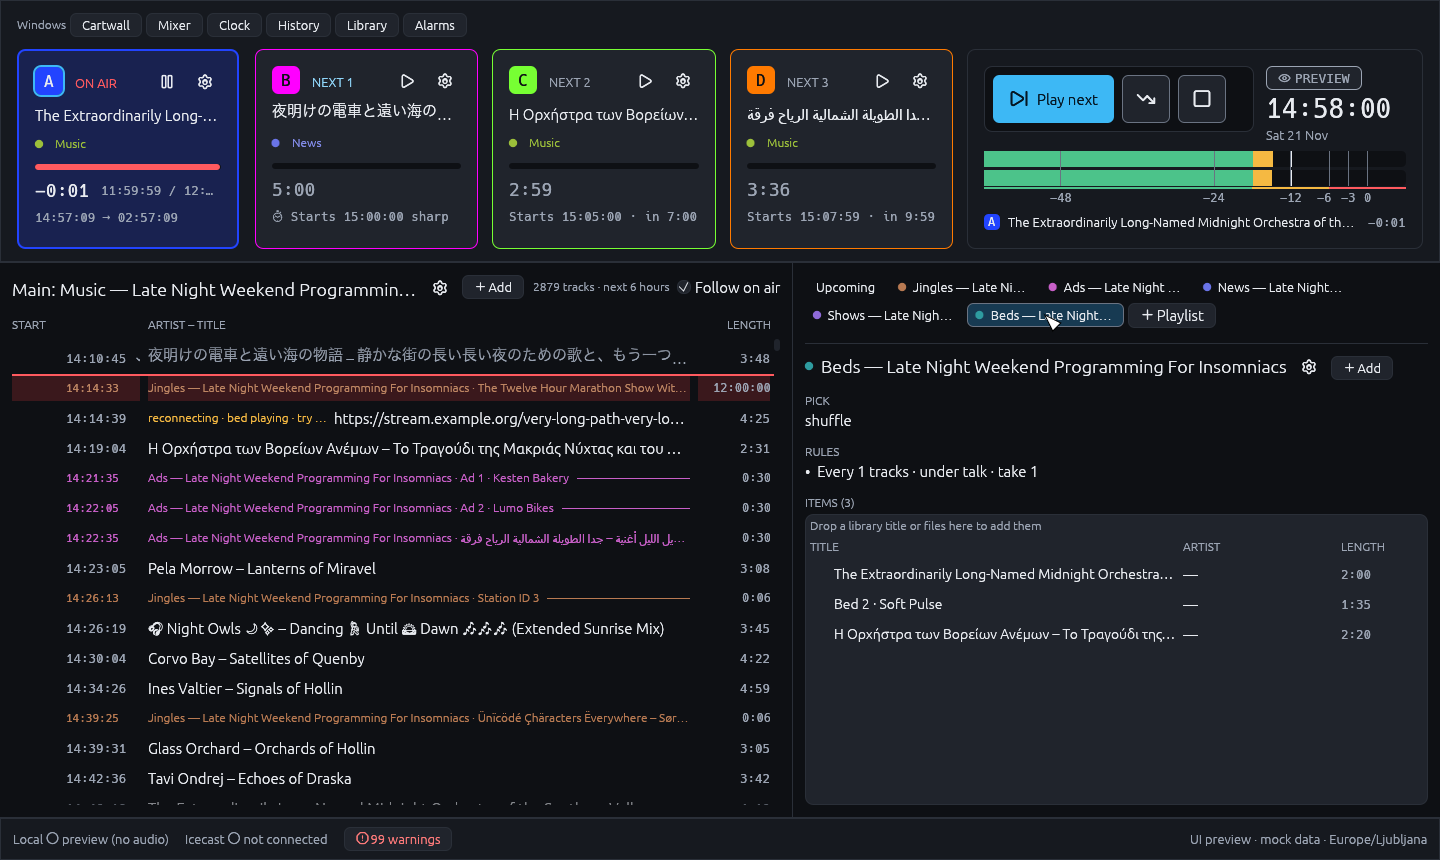 Windows Cartwall Mixer Clock History Library Alarms
A ON AIR
The Extraordinarily Long-…
Music
−0:01 11:59:59 / 12:…
14:57:09 → 02:57:09
B NEXT 1
夜明けの電車と遠い海の…
News
5:00
Starts 15:00:00 sharp
C NEXT 2
Η Ορχήστρα των Βορείων…
Music
2:59
Starts 15:05:00 · in 7:00
D NEXT 3
جدا الطويلة الشمالية الرياح فرقة…
Music
3:36
Starts 15:07:59 · in 9:59
Play next
PREVIEW
14:58:00
Sat 21 Nov
−48 −24 −12 −6 −3 0
A The Extraordinarily Long-Named Midnight Orchestra of th… −0:01
Main: Music — Late Night Weekend Programmin… + Add 2879 tracks · next 6 hours Follow on air
START ARTIST – TITLE LENGTH
14:10:45 夜明けの電車と遠い海の物語 – 静かな街の長い長い夜のための歌と、もう一つ… 3:48
14:14:33 Jingles — Late Night Weekend Programming For Insomniacs · The Twelve Hour Marathon Show Wit… 12:00:00
14:14:39 reconnecting · bed playing · try … https://stream.example.org/very-long-path-very-lo… 4:25
14:19:04 Η Ορχήστρα των Βορείων Ανέμων – Το Τραγούδι της Μακριάς Νύχτας και του … 2:31
14:21:35 Ads — Late Night Weekend Programming For Insomniacs · Ad 1 · Kesten Bakery 0:30
14:22:05 Ads — Late Night Weekend Programming For Insomniacs · Ad 2 · Lumo Bikes 0:30
14:22:35 Ads — Late Night Weekend Programming For Insomniacs · فرقة الرياح الشمالية الطويلة جدا – أغنية الليل يل… 0:30
14:23:05 Pela Morrow – Lanterns of Miravel 3:08
14:26:13 Jingles — Late Night Weekend Programming For Insomniacs · Station ID 3 0:06
14:26:19 🎧 Night Owls 🌙✨ – Dancing 💃 Until 🌅 Dawn 🎶🎶🎶 (Extended Sunrise Mix) 3:45
14:30:04 Corvo Bay – Satellites of Quenby 4:22
14:34:26 Ines Valtier – Signals of Hollin 4:59
14:39:25 Jingles — Late Night Weekend Programming For Insomniacs · Ünïcödé Çhäracters Ëverywhere – Sør… 0:06
14:39:31 Glass Orchard – Orchards of Hollin 3:05
14:42:36 Tavi Ondrej – Echoes of Draska 3:42
Upcoming Jingles — Late Ni… Ads — Late Night … News — Late Night…
Shows — Late Nigh… Beds — Late Night… + Playlist
Beds — Late Night Weekend Programming For Insomniacs + Add
PICK
shuffle
RULES
• Every 1 tracks · under talk · take 1
ITEMS (3)
Drop a library title or files here to add them
TITLE ARTIST LENGTH
The Extraordinarily Long-Named Midnight Orchestra… — 2:00
Bed 2 · Soft Pulse — 1:35
Η Ορχήστρα των Βορείων Ανέμων – Το Τραγούδι της… — 2:20
Local preview (no audio) Icecast not connected 99 warnings UI preview · mock data · Europe/Ljubljana